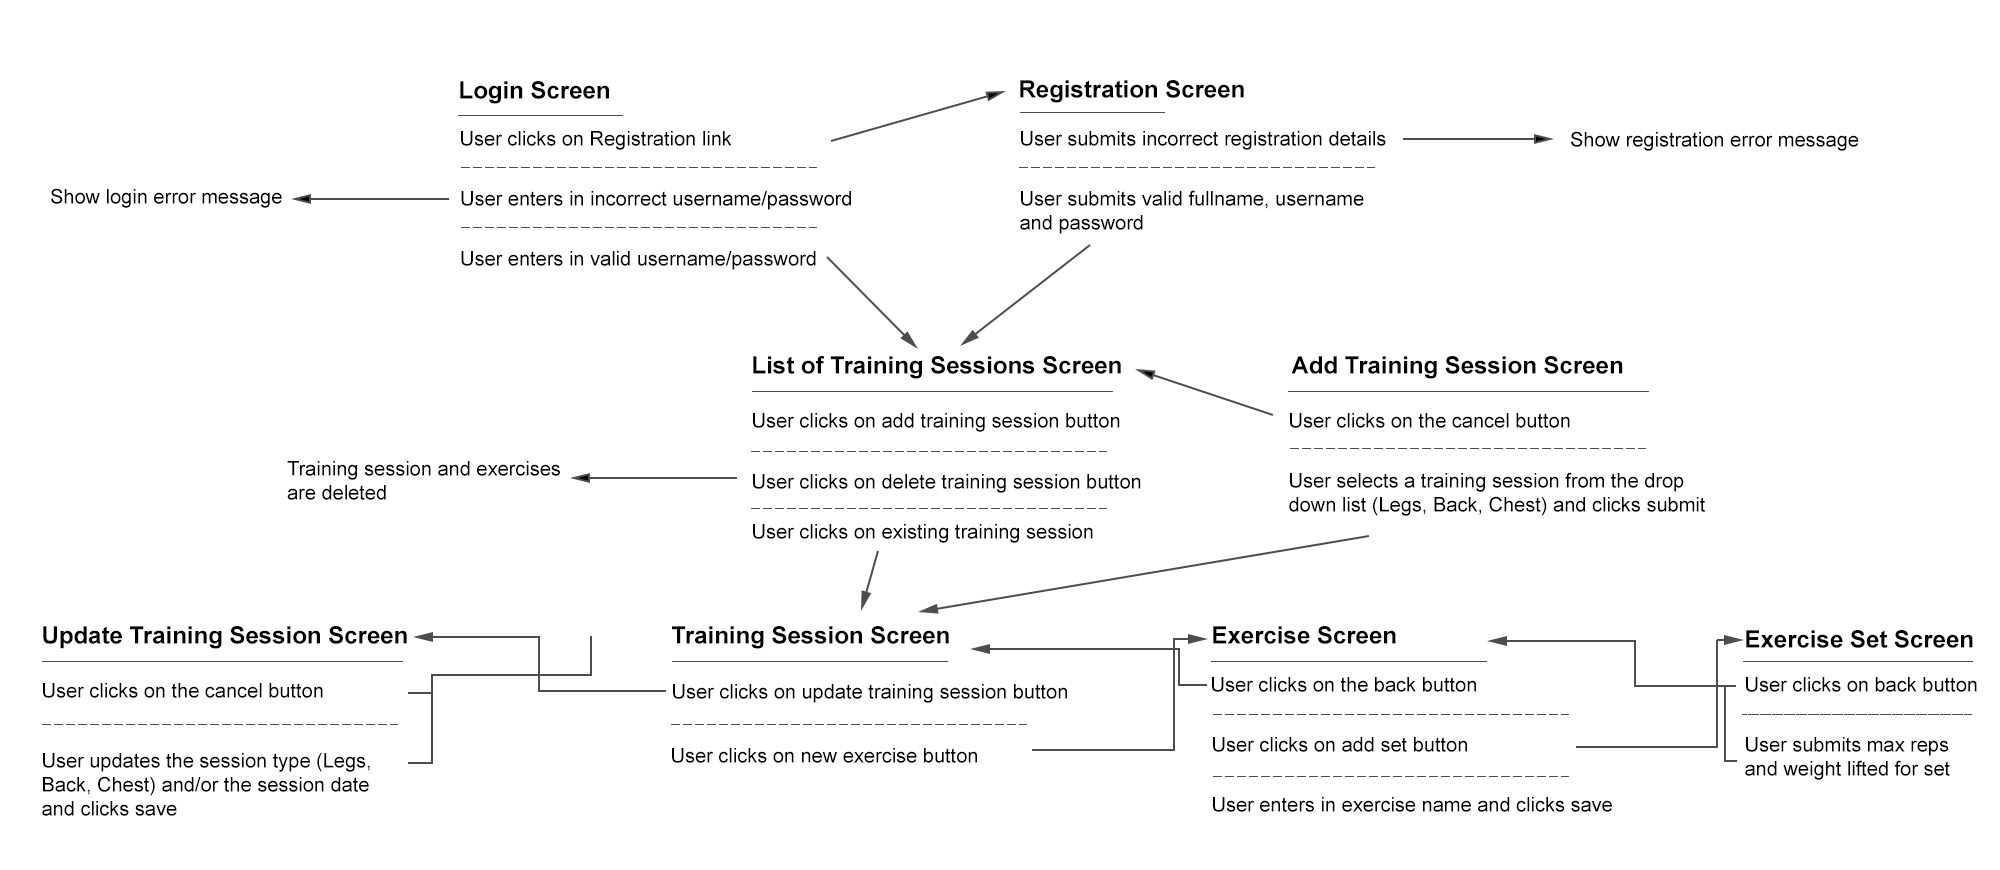 Login Screen
User clicks on Registration link
User enters in incorrect username/password
User enters in valid username/password
Show login error message
Registration Screen
User submits incorrect registration details
User submits valid fullname, username
and password
Show registration error message
List of Training Sessions Screen
User clicks on add training session button
User clicks on delete training session button
User clicks on existing training session
Training session and exercises
are deleted
Add Training Session Screen
User clicks on the cancel button
User selects a training session from the drop
down list (Legs, Back, Chest) and clicks submit
Update Training Session Screen
User clicks on the cancel button
User updates the session type (Legs,
Back, Chest) and/or the session date
and clicks save
Training Session Screen
User clicks on update training session button
User clicks on new exercise button
Exercise Screen
User clicks on the back button
User clicks on add set button
User enters in exercise name and clicks save
Exercise Set Screen
User clicks on back button
User submits max reps
and weight lifted for set